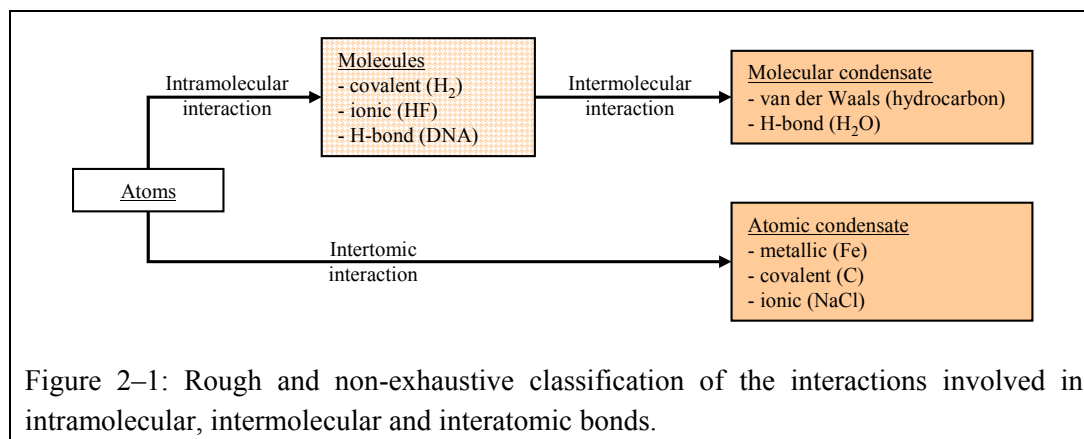 Intramolecular
interaction
Molecules
- covalent (H₂)
- ionic (HF)
- H-bond (DNA)
Intermolecular
interaction
Molecular condensate
- van der Waals (hydrocarbon)
- H-bond (H₂O)
Atoms
Intertomic
interaction
Atomic condensate
- metallic (Fe)
- covalent (C)
- ionic (NaCl)
Figure 2–1: Rough and non-exhaustive classification of the interactions involved in
intramolecular, intermolecular and interatomic bonds.